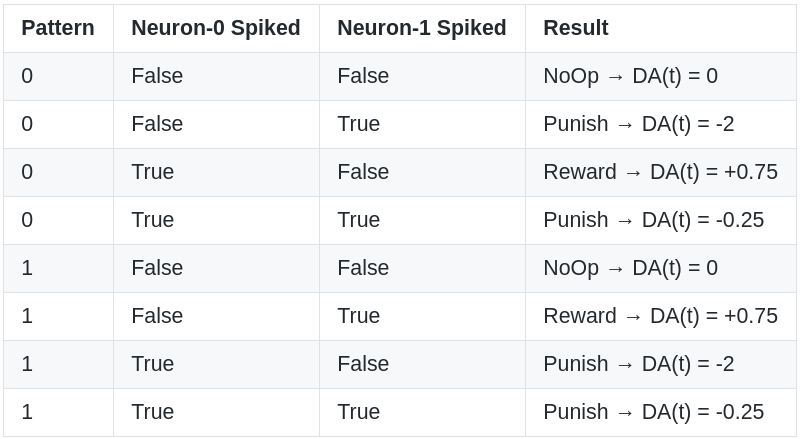 Pattern Neuron-0 Spiked Neuron-1 Spiked Result
0 False False NoOp → DA(t) = 0
0 False True Punish → DA(t) = -2
0 True False Reward → DA(t) = +0.75
0 True True Punish → DA(t) = -0.25
1 False False NoOp → DA(t) = 0
1 False True Reward → DA(t) = +0.75
1 True False Punish → DA(t) = -2
1 True True Punish → DA(t) = -0.25